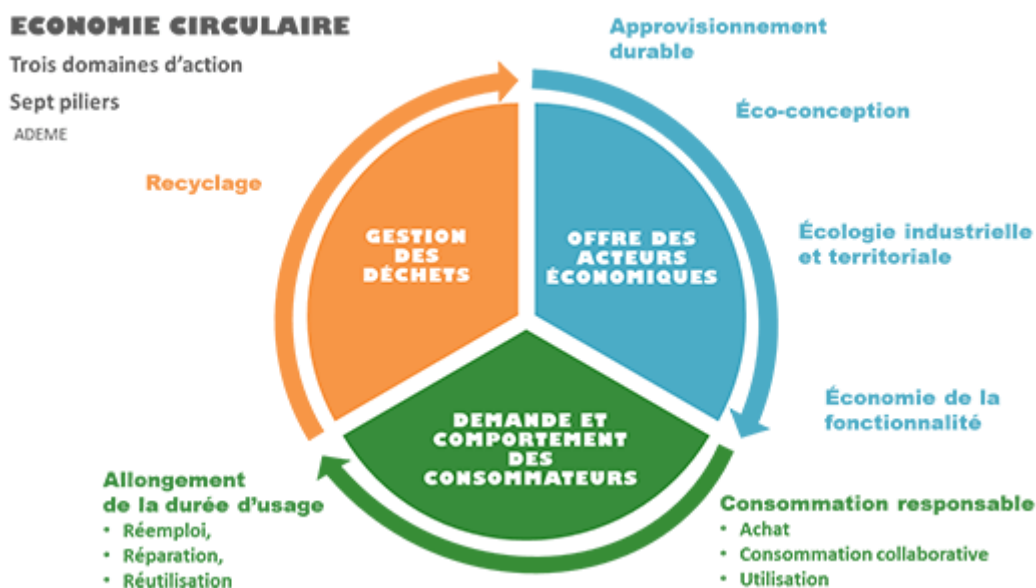 ECONOMIE CIRCULAIRE
Trois domaines d'action
Sept piliers
ADEME
Approvisionnement
durable
Éco-conception
Écologie industrielle
et territoriale
Économie de la
fonctionnalité
OFFRE DES
ACTEURS
ÉCONOMIQUES
Recyclage
GESTION
DES
DÉCHETS
DEMANDE ET
COMPORTEMENT
DES
CONSOMMATEURS
Consommation responsable
• Achat
• Consommation collaborative
• Utilisation
Allongement
de la durée d'usage
• Réemploi,
• Réparation,
• Réutilisation